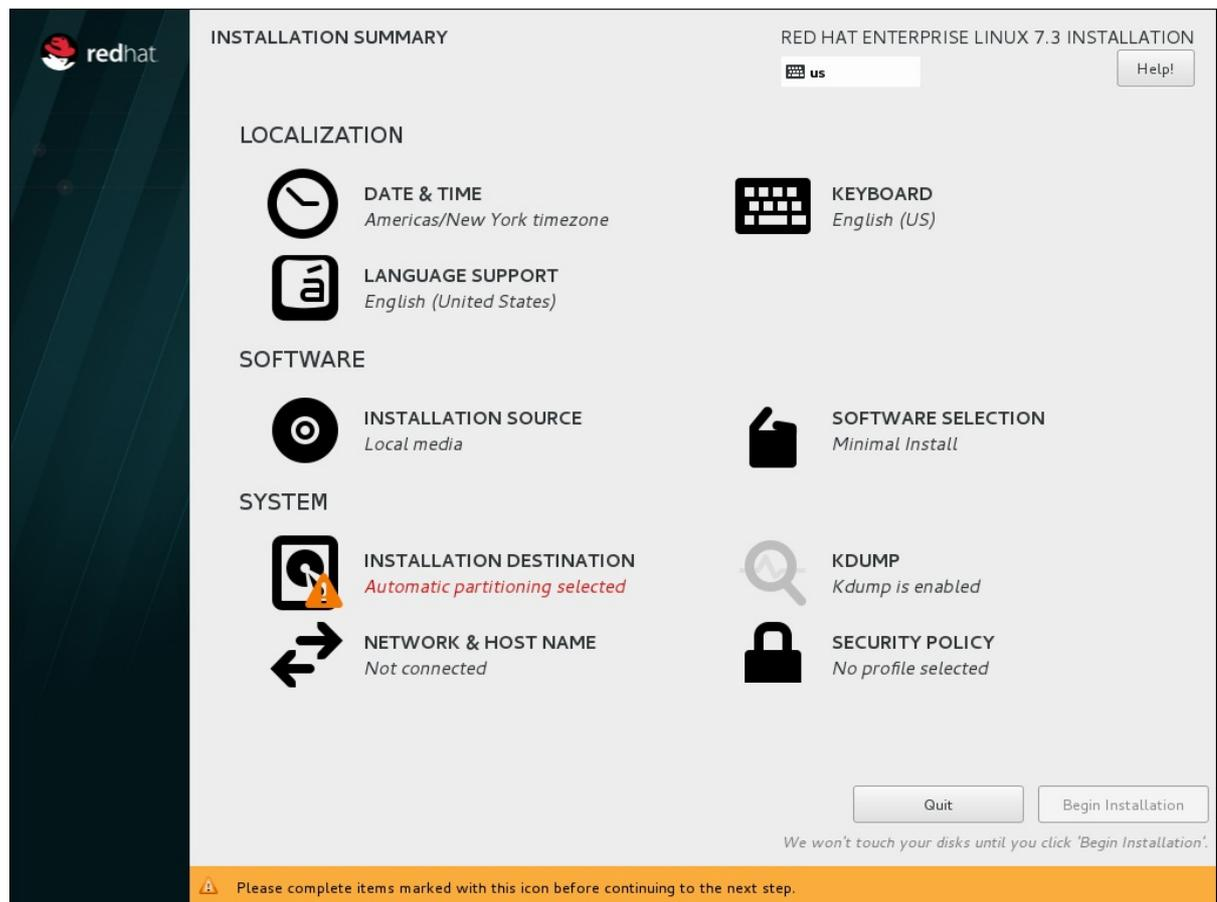 redhat
INSTALLATION SUMMARY
RED HAT ENTERPRISE LINUX 7.3 INSTALLATION
us
Help!
LOCALIZATION
DATE & TIME
Americas/New York timezone
KEYBOARD
English (US)
á
LANGUAGE SUPPORT
English (United States)
SOFTWARE
INSTALLATION SOURCE
Local media
SOFTWARE SELECTION
Minimal Install
SYSTEM
INSTALLATION DESTINATION
Automatic partitioning selected
KDUMP
Kdump is enabled
NETWORK & HOST NAME
Not connected
SECURITY POLICY
No profile selected
Quit
Begin Installation
We won't touch your disks until you click 'Begin Installation'.
Please complete items marked with this icon before continuing to the next step.